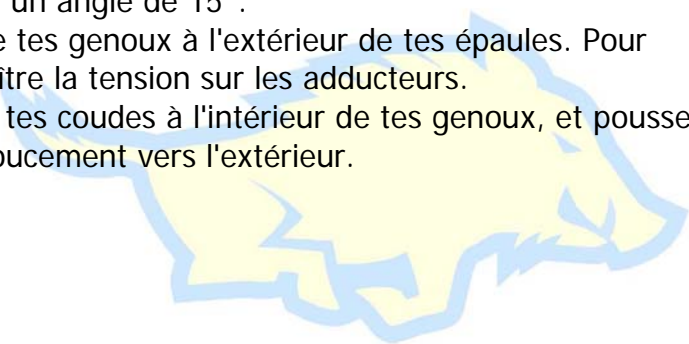 un angle de 15°.
e tes genoux à l'extérieur de tes épaules. Pour
ître la tension sur les adducteurs.
tes coudes à l'intérieur de tes genoux, et pousse
oucement vers l'extérieur.